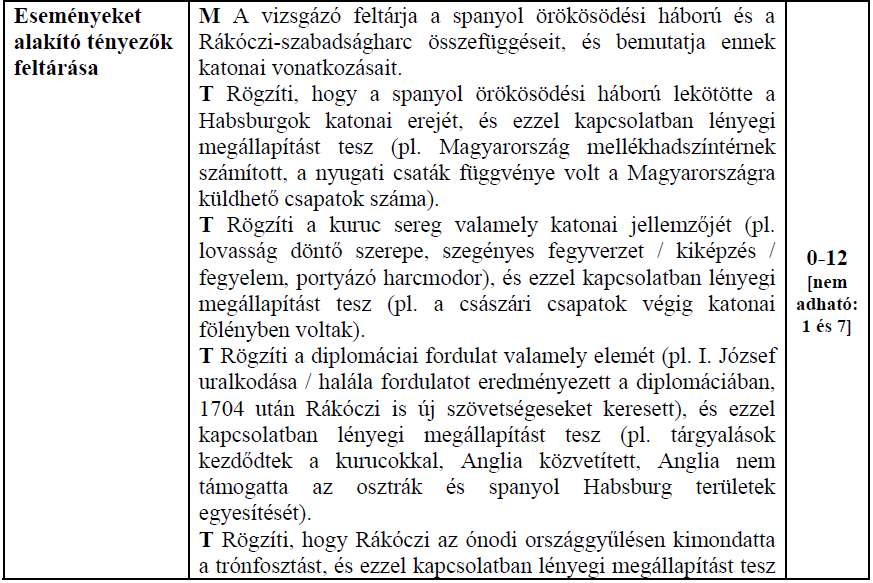 Eseményeket
alakító tényezők
feltárása
M A vizsgázó feltárja a spanyol örökösödési háború és a
Rákóczi-szabadságharc összefüggéseit, és bemutatja ennek
katonai vonatkozásait.
T Rögzíti, hogy a spanyol örökösödési háború lekötötte a
Habsburgok katonai erejét, és ezzel kapcsolatban lényegi
megállapítást tesz (pl. Magyarország mellékhadszíntérnek
számított, a nyugati csaták függvénye volt a Magyarországra
küldhető csapatok száma).
T Rögzíti a kuruc sereg valamely katonai jellemzőjét (pl.
lovasság döntő szerepe, szegényes fegyverzet / kiképzés /
fegyelem, portyázó harcmodor), és ezzel kapcsolatban lényegi
megállapítást tesz (pl. a császári csapatok végig katonai
fölényben voltak).
T Rögzíti a diplomáciai fordulat valamely elemét (pl. I. József
uralkodása / halála fordulatot eredményezett a diplomáciában,
1704 után Rákóczi is új szövetségeseket keresett), és ezzel
kapcsolatban lényegi megállapítást tesz (pl. tárgyalások
kezdődtek a kurucokkal, Anglia közvetített, Anglia nem
támogatta az osztrák és spanyol Habsburg területek
egyesítését).
T Rögzíti, hogy Rákóczi az ónodi országgyűlésen kimondatta
a trónfosztást, és ezzel kapcsolatban lényegi megállapítást tesz
0-12
[nem
adható:
1 és 7]